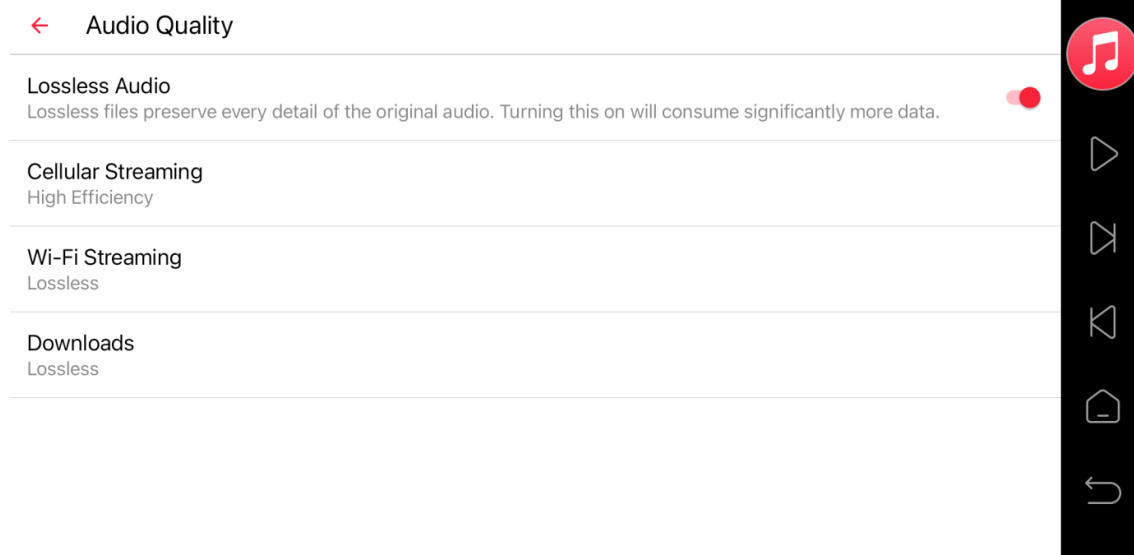 Audio Quality
Lossless Audio
Lossless files preserve every detail of the original audio. Turning this on will consume significantly more data.
Cellular Streaming
High Efficiency
Wi-Fi Streaming
Lossless
Downloads
Lossless